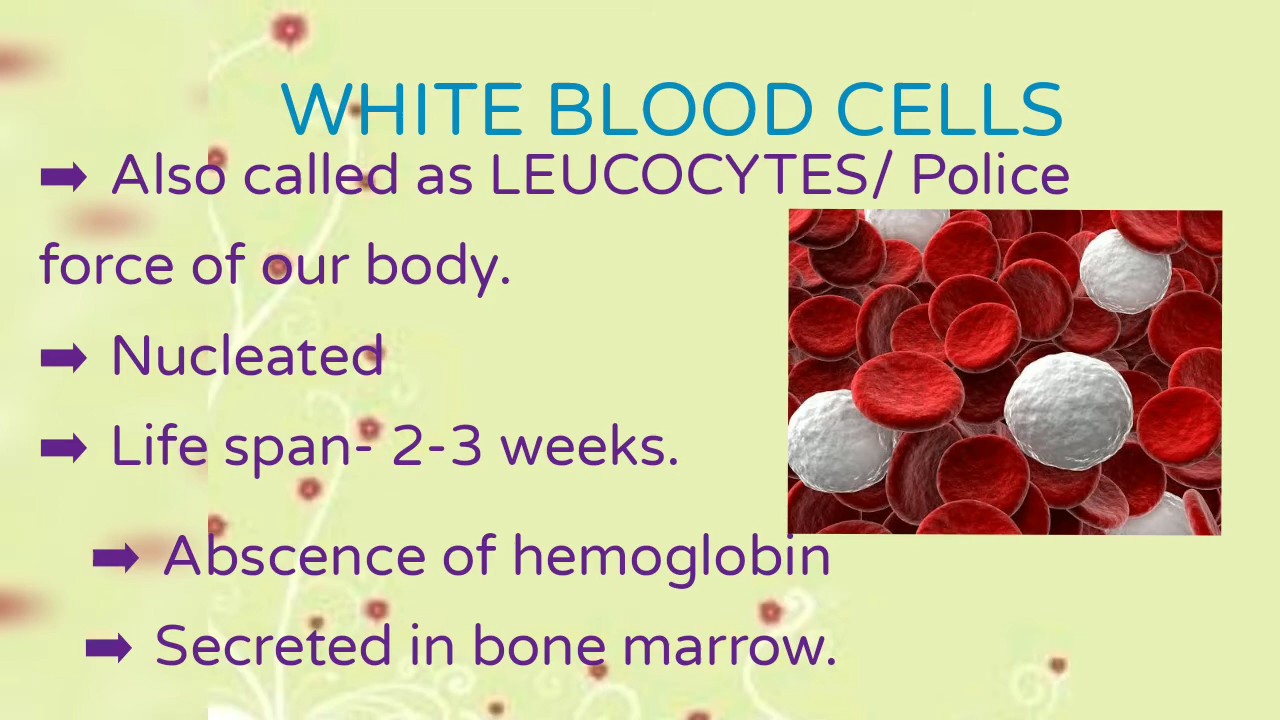 WHITE BLOOD CELLS
➡ Also called as LEUCOCYTES/ Police
force of our body.
➡ Nucleated
➡ Life span- 2-3 weeks.
➡ Abscence of hemoglobin
➡ Secreted in bone marrow.